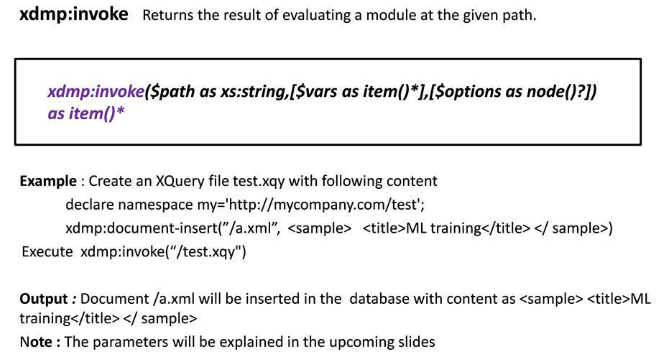 xdmp:invoke Returns the result of evaluating a module at the given path.
xdmp:invoke($path as xs:string,[$vars as item()*],[$options as node()?])
as item()*
Example : Create an XQuery file test.xqy with following content
declare namespace my='http://mycompany.com/test';
xdmp:document-insert(”/a.xml”, <sample> <title>ML training</title> </ sample>)
Execute xdmp:invoke(“/test.xqy")
Output : Document /a.xml will be inserted in the database with content as <sample> <title>ML
training</title> </ sample>
Note : The parameters will be explained in the upcoming slides